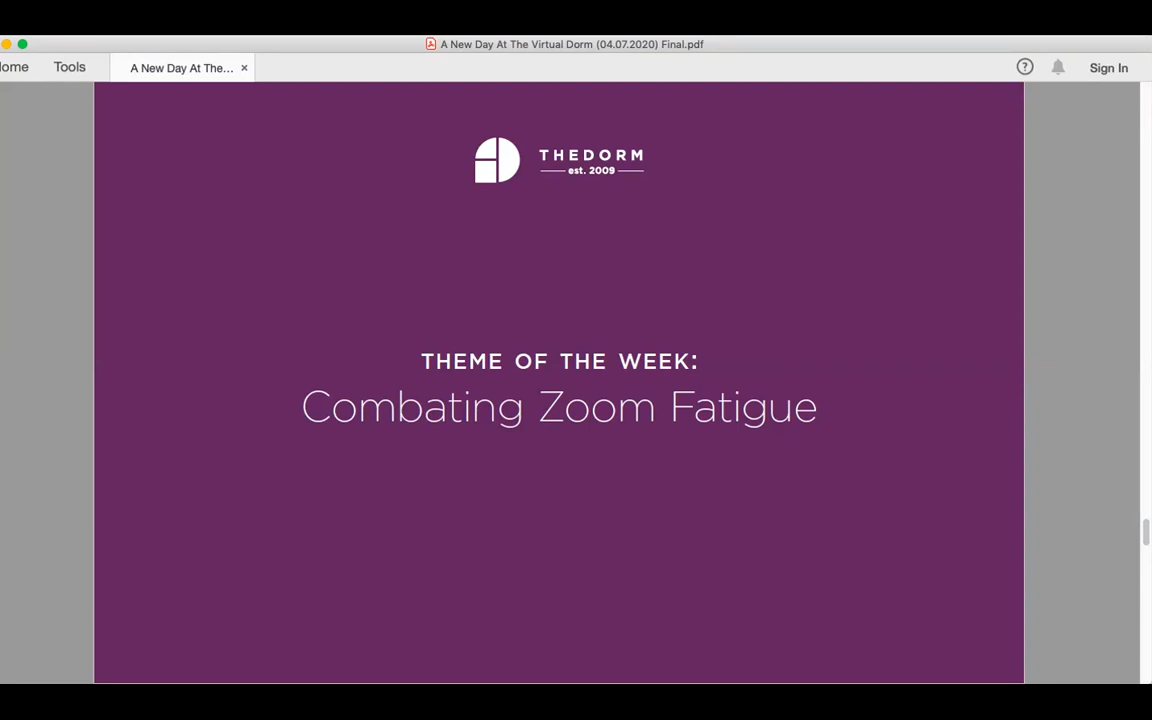 A New Day At The Virtual Dorm (04.07.2020) Final.pdf
Tools
A New Day At The... ×
? Sign In
THEDORM
est. 2009
THEME OF THE WEEK:
Combating Zoom Fatigue